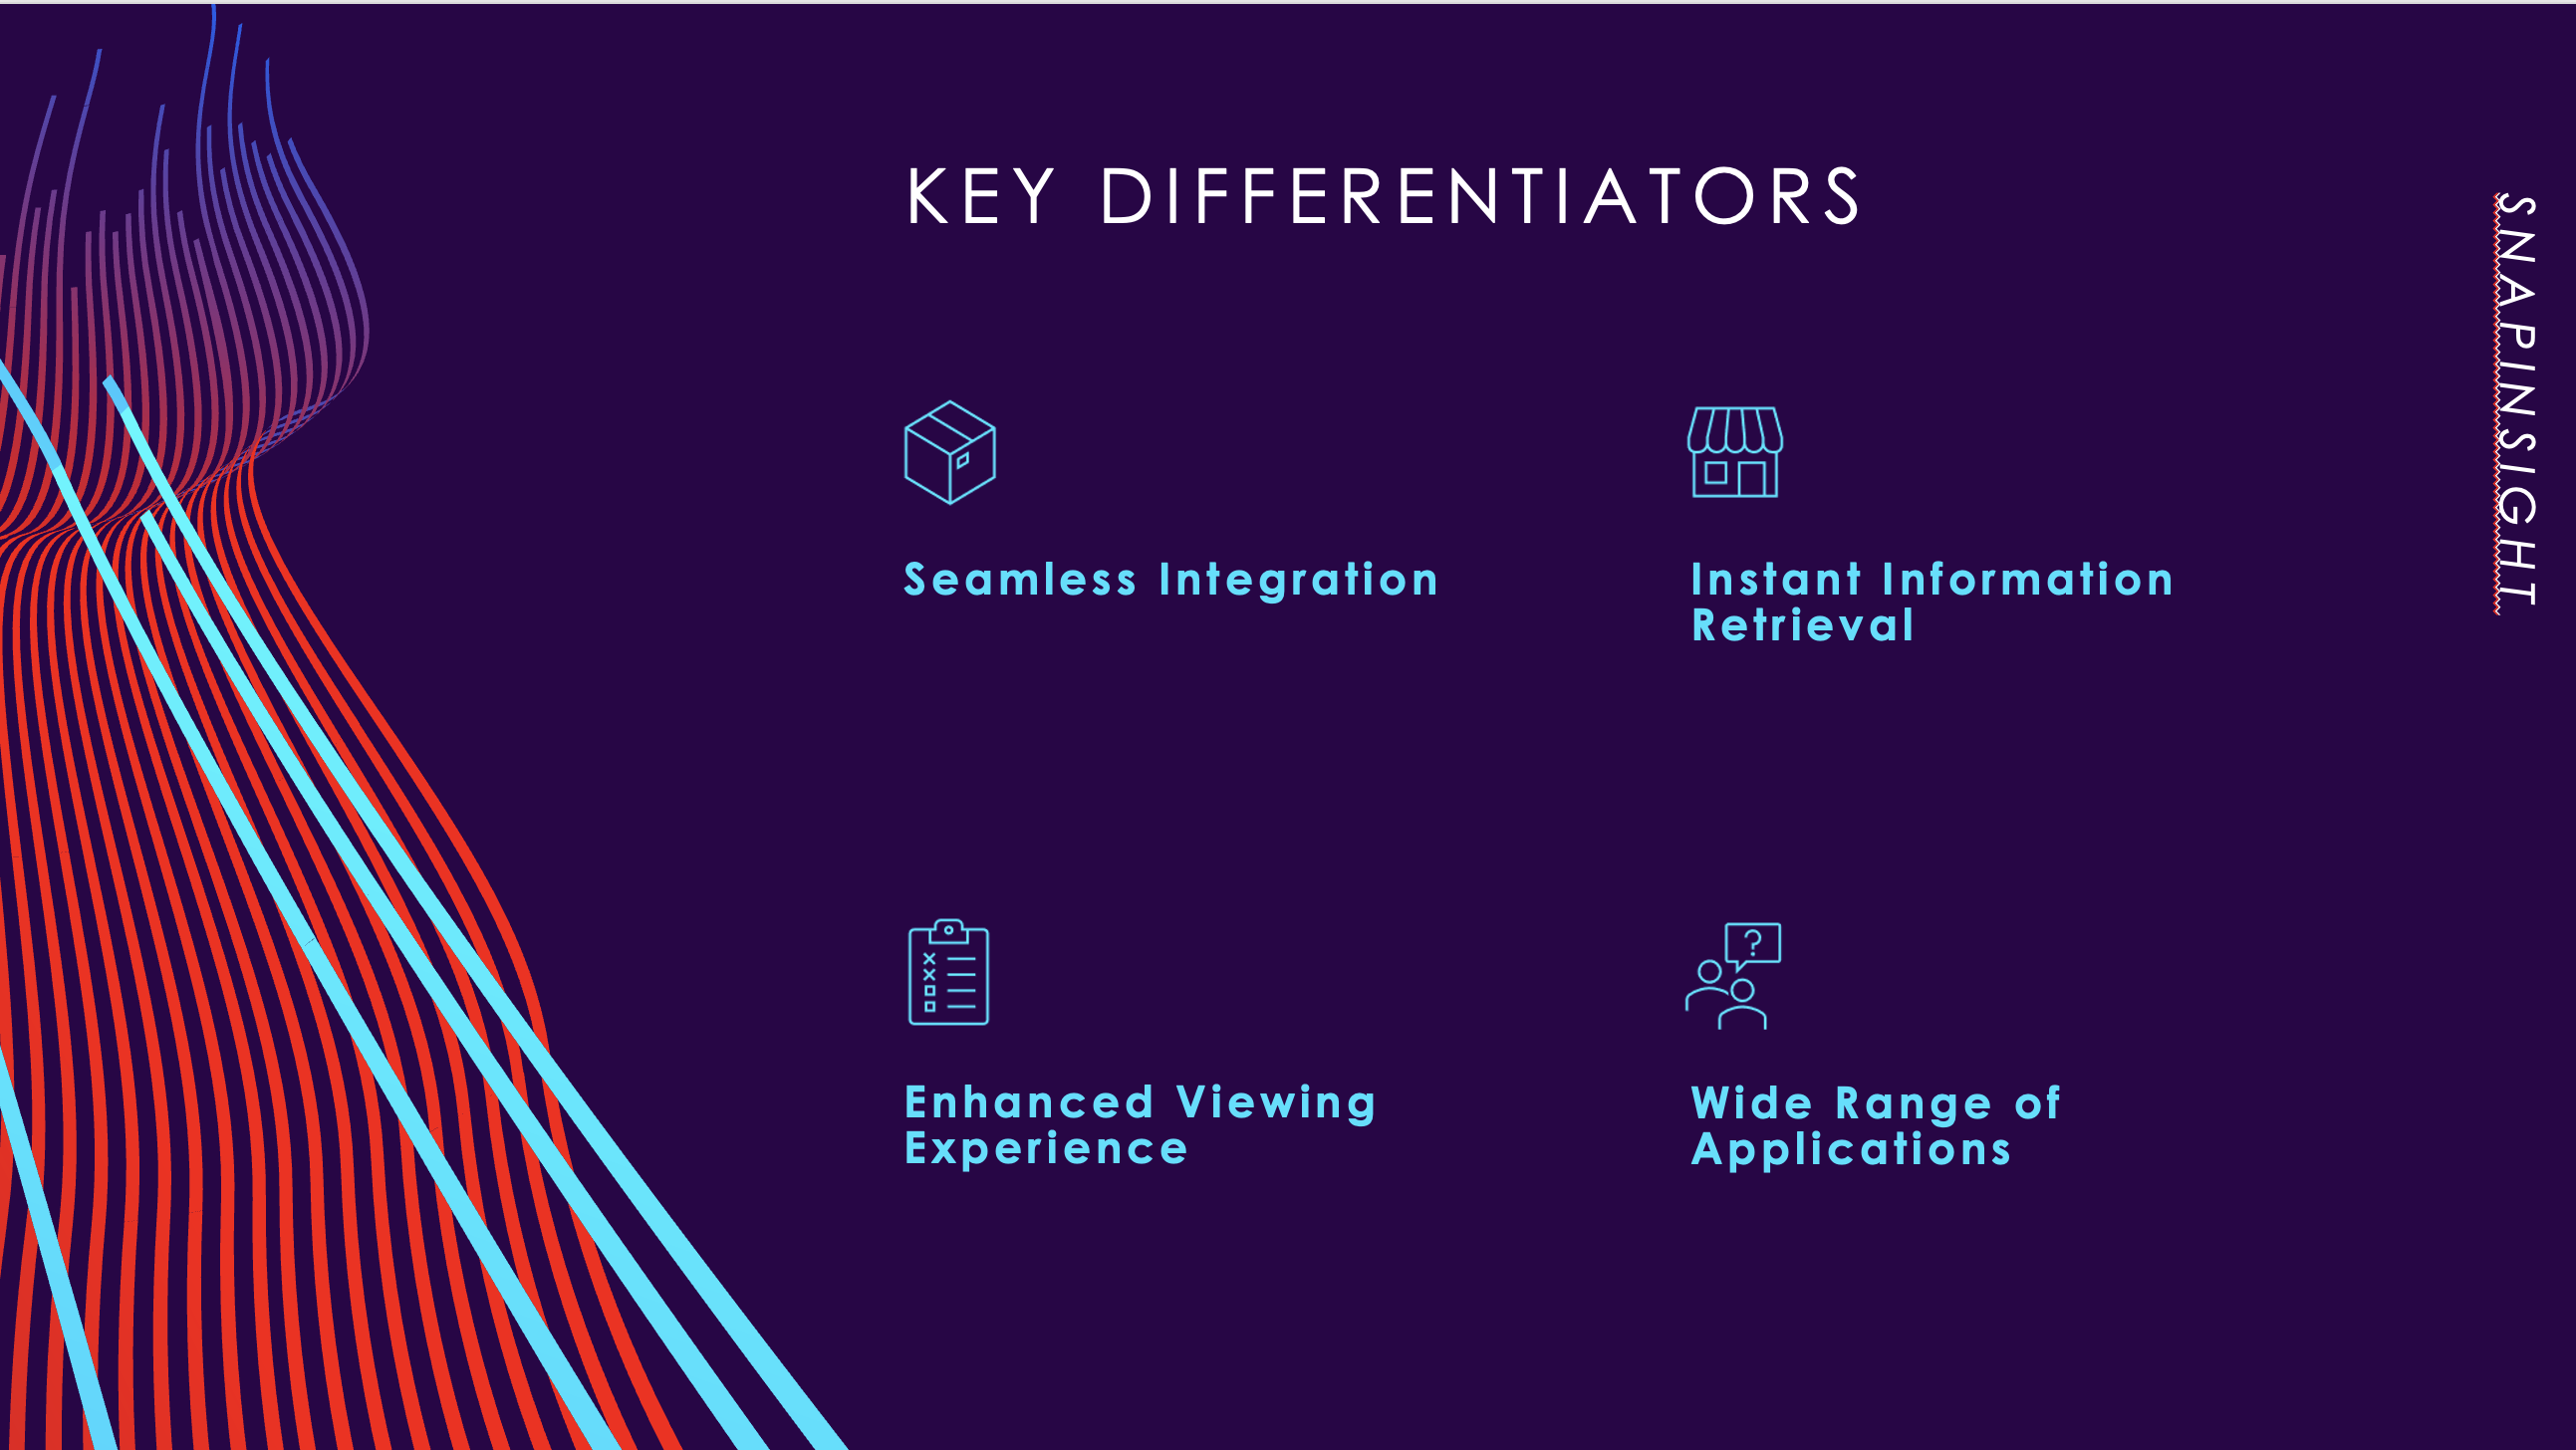 KEY DIFFERENTIATORS
SNAPINSIGHT
Seamless Integration
Instant Information
Retrieval
?
Enhanced Viewing
Experience
Wide Range of
Applications